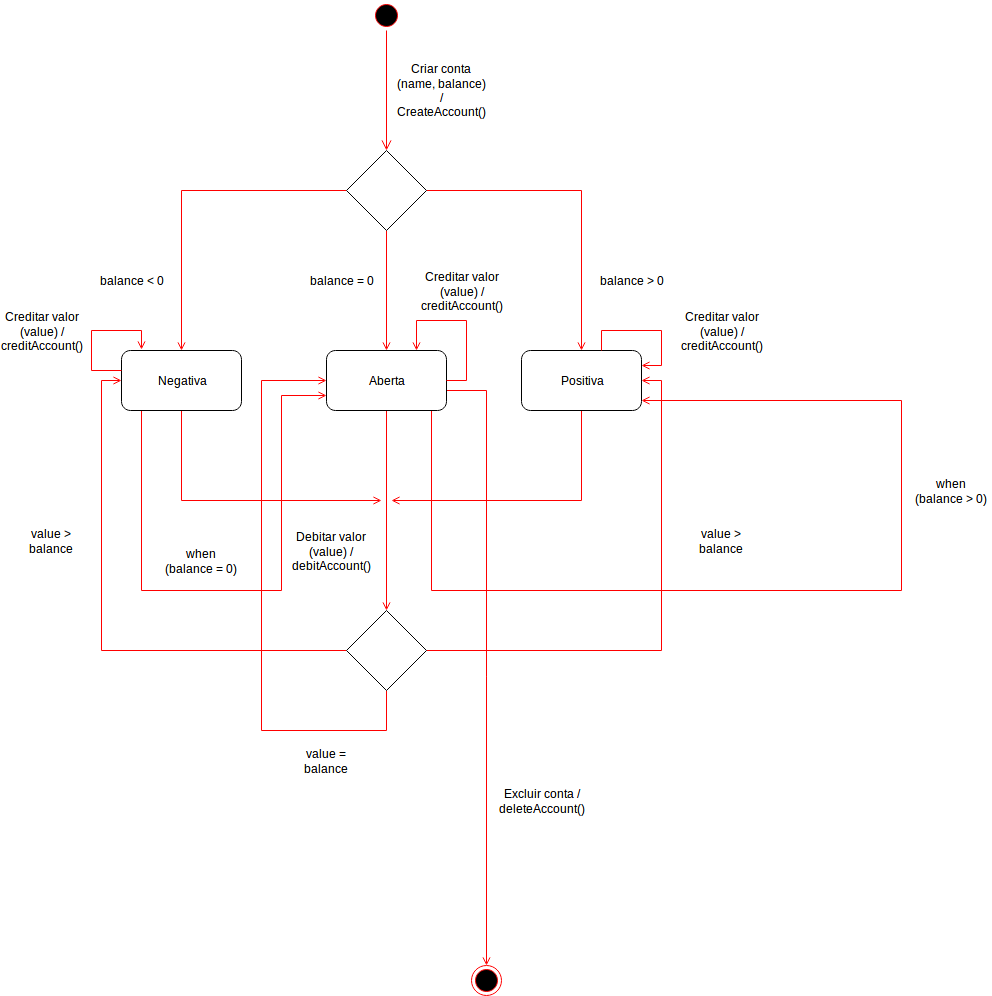 Criar conta
(name, balance)
/
CreateAccount()
balance < 0
balance = 0
Creditar valor
(value) /
creditAccount()
balance > 0
Creditar valor
(value) /
creditAccount()
Creditar valor
(value) /
creditAccount()
Negativa
Aberta
Positiva
when
(balance > 0)
value >
balance
when
(balance = 0)
Debitar valor
(value) /
debitAccount()
value >
balance
value =
balance
Excluir conta /
deleteAccount()